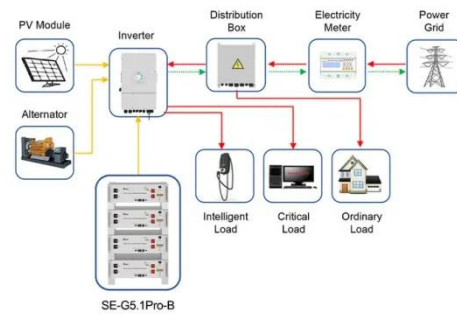 PV Module
Inverter
Distribution
Box
Electricity
Meter
Power
Grid
Alternator
Intelligent
Load
Critical
Load
Ordinary
Load
SE-G5.1Pro-B